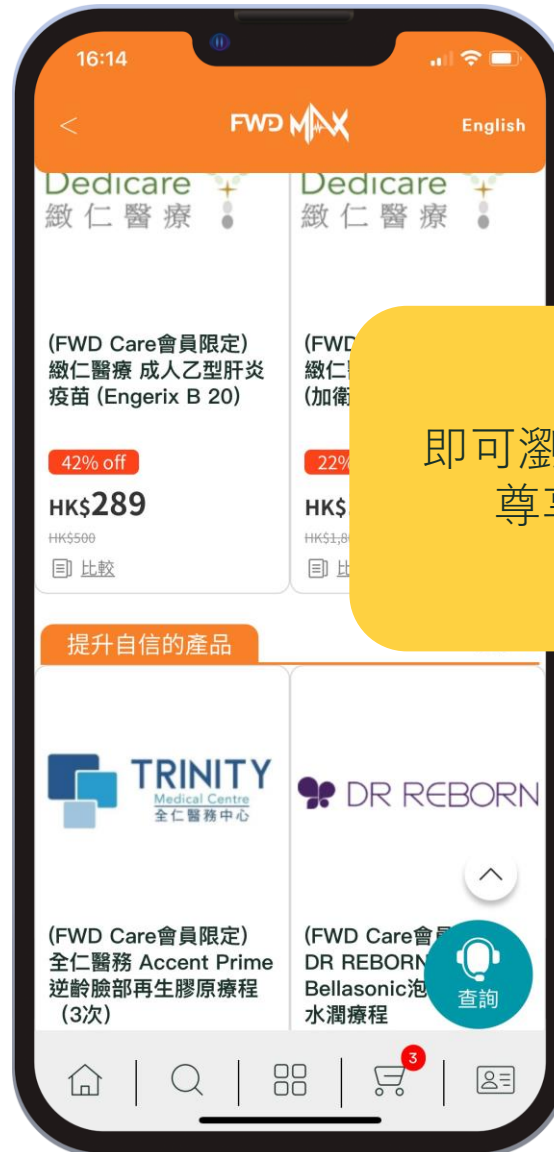 16:14
<
FWD MAX
English
Dedicare
緻仁醫療
Dedicare
緻仁醫療
(FWD Care會員限定)
緻仁醫療 成人乙型肝炎
疫苗 (Engerix B 20)
42% off
HK$289
HK$500
比較
(FWD
緻仁
(加衛
22%
HK$
HK$1,8
即可瀏
尊享
提升自信的產品
TRINITY
Medical Centre
全仁醫務中心
(FWD Care會員限定)
全仁醫務 Accent Prime
逆齡臉部再生膠原療程
(3次)
DR REBORN
(FWD Care會員
DR REBORN
Bellasonic泡
水潤療程
查詢
3